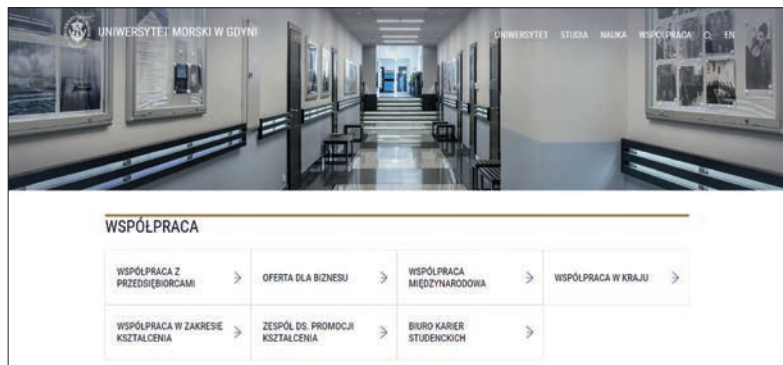 UNIWERSYTET MORSKI W GDYNI
UNIWERSYTET STUDIA NAUKA WSPÓŁPRACA EN
WSPÓŁPRACA
WSPÓŁPRACA Z
PRZEDSIĘBIORCAMI
OFERTA DLA BIZNESU
WSPÓŁPRACA
MIĘDZYNARODOWA
WSPÓŁPRACA W KRAJU
WSPÓŁPRACA W ZAKRESIE
KSZTAŁCENIA
ZESPÓŁ DS. PROMOCJI
KSZTAŁCENIA
BIURO KARIER
STUDENCKICH